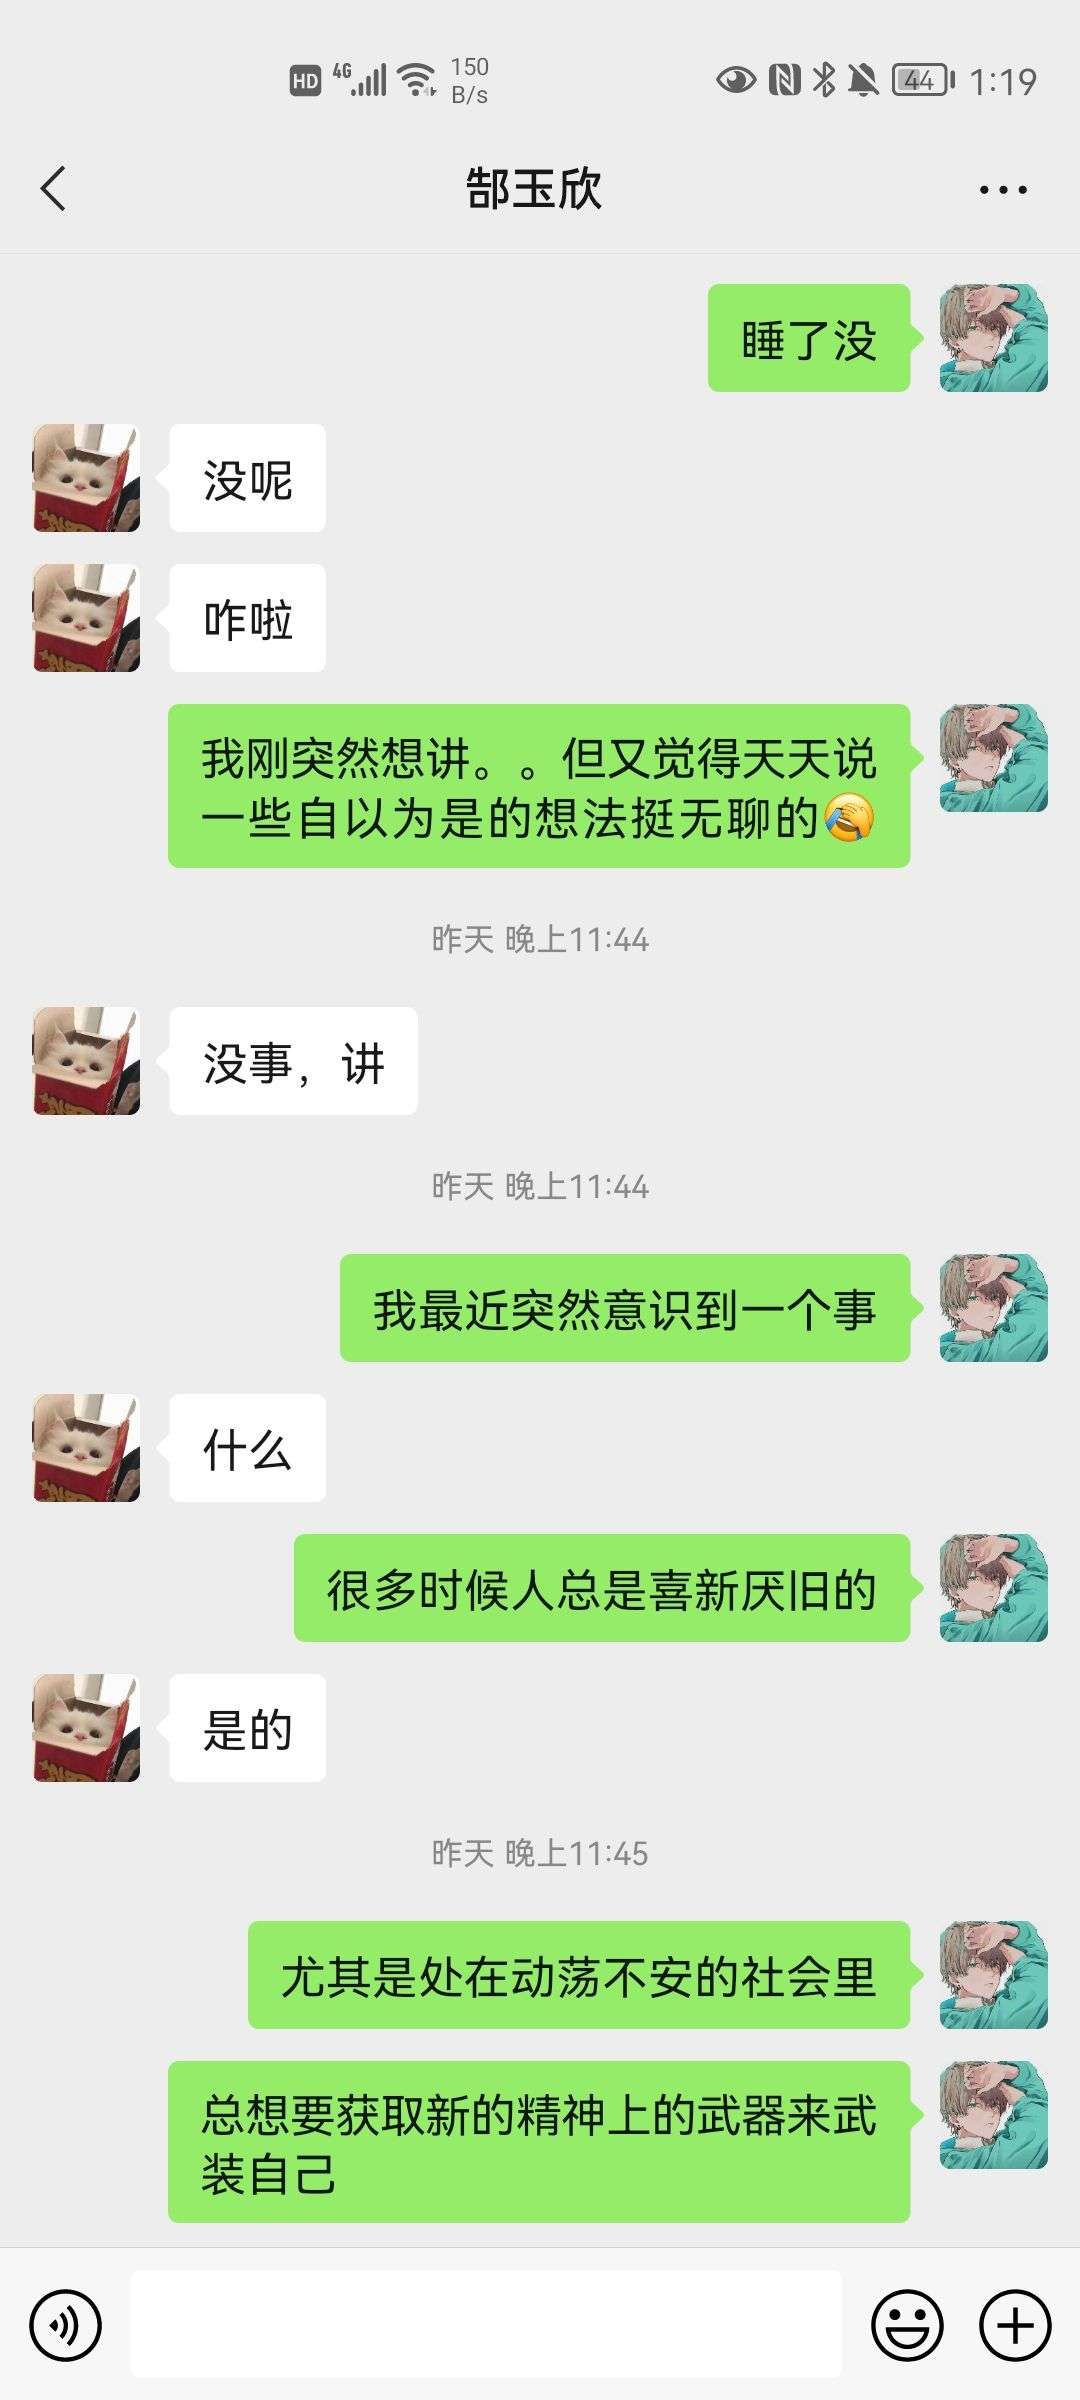 HD 4G 150 B/s 44 1:19
郜玉欣
睡了没
没呢
咋啦
我刚突然想讲。。但又觉得天天说
一些自以为是的想法挺无聊的🤣
昨天 晚上11:44
没事，讲
昨天 晚上11:44
我最近突然意识到一个事
什么
很多时候人总是喜新厌旧的
是的
昨天 晚上11:45
尤其是处在动荡不安的社会里
总想要获取新的精神上的武器来武
装自己